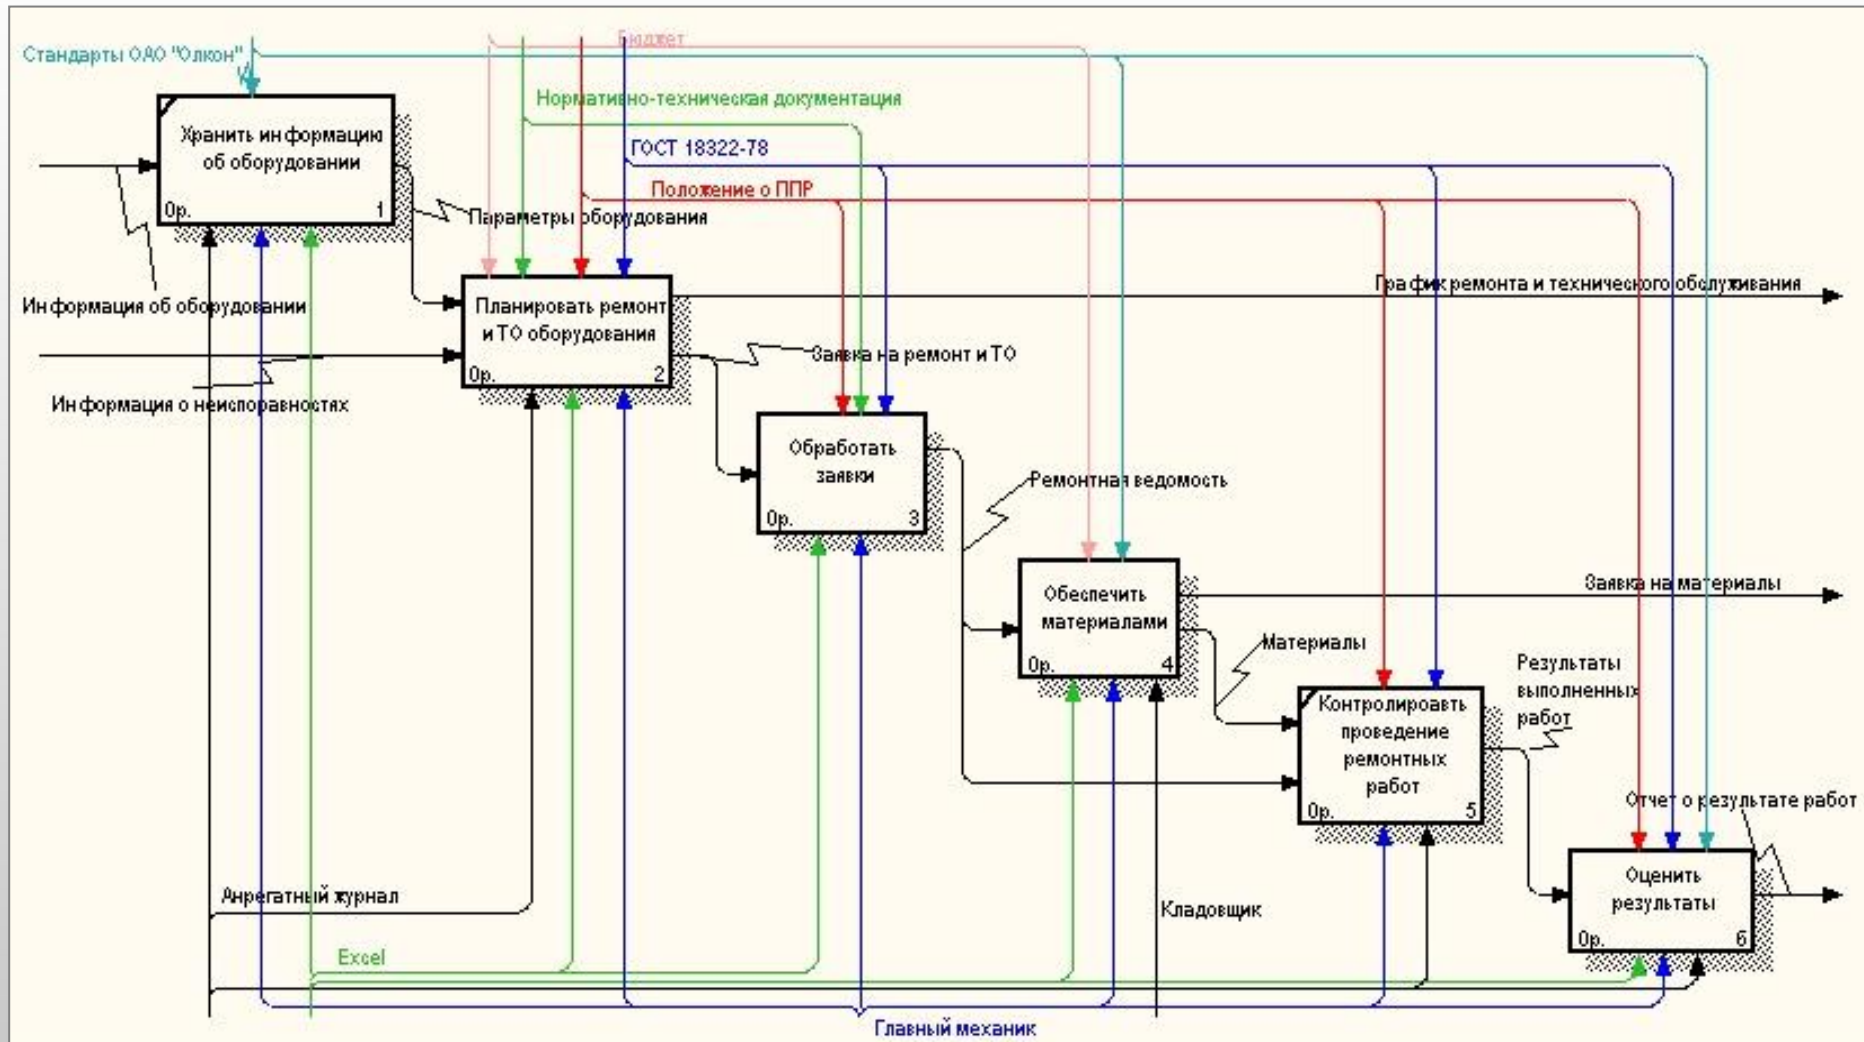 Бюджет
Стандарты ОАО "Олкон"
Нормативно-техническая документация
ГОСТ 18322-78
Положение о ППР
Хранить информацию
об оборудовании
0р. 1
Параметры оборудования
Информация об оборудовании
График ремонта и технического обслуживания
Планировать ремонт
и ТО оборудования
0р. 2
Заявка на ремонт и ТО
Информация о неисправностях
Обработать
заявки
0р. 3
Ремонтная ведомость
Заявка на материалы
Обеспечить
материалами
0р. 4
Материалы
Результаты
выполненных
работ
Контролироавть
проведение
ремонтных
работ
0р. 5
Отчет о результате работ
Оценить
результаты
0р. 6
Анрегатный журнал
Кладовщик
Excel
Главный механик